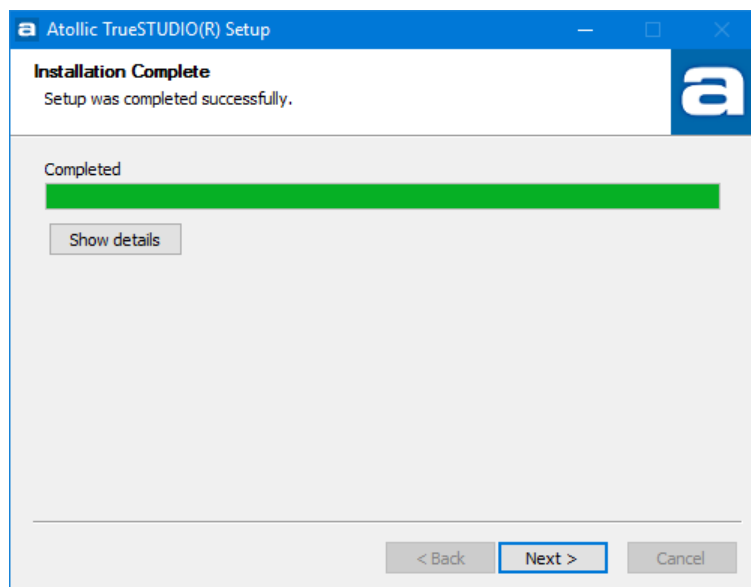 a Atollic TrueSTUDIO(R) Setup
Installation Complete
Setup was completed successfully.
a
Completed
Show details
< Back Next > Cancel